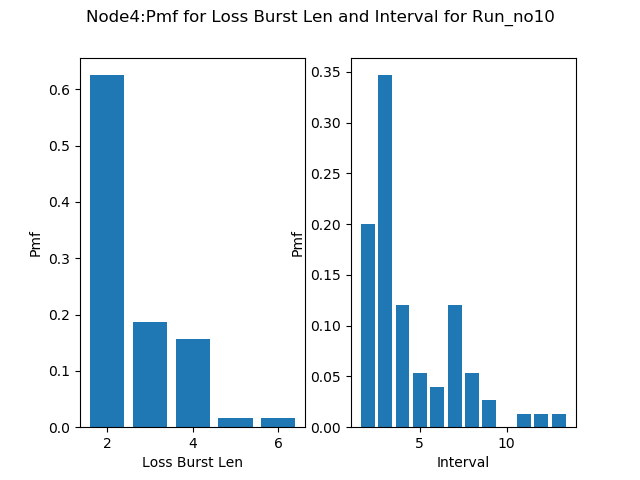 Node4:Pmf for Loss Burst Len and Interval for Run_no10
0.6
0.5
0.4
0.3
0.2
0.1
0.0
Pmf
2 4 6
Loss Burst Len
0.35
0.30
0.25
0.20
0.15
0.10
0.05
0.00
Pmf
5 10
Interval